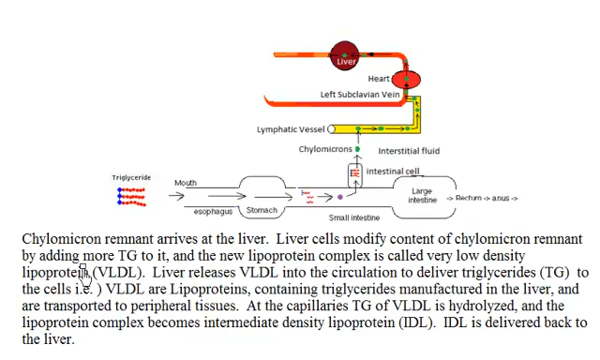 Liver
Heart
Left Subclavian Vein
Lymphatic Vessel
Chylomicrons
Interstitial fluid
intestinal cell
Triglyceride
Mouth
Large
intestine
-> Rectum -> anus ->
esophagus
Stomach
Small intestine
Chylomicron remnant arrives at the liver. Liver cells modify content of chylomicron remnant
by adding more TG to it, and the new lipoprotein complex is called very low density
lipoprotein (VLDL). Liver releases VLDL into the circulation to deliver triglycerides (TG) to
the cells i.e. ) VLDL are Lipoproteins, containing triglycerides manufactured in the liver, and
are transported to peripheral tissues. At the capillaries TG of VLDL is hydrolyzed, and the
lipoprotein complex becomes intermediate density lipoprotein (IDL). IDL is delivered back to
the liver.